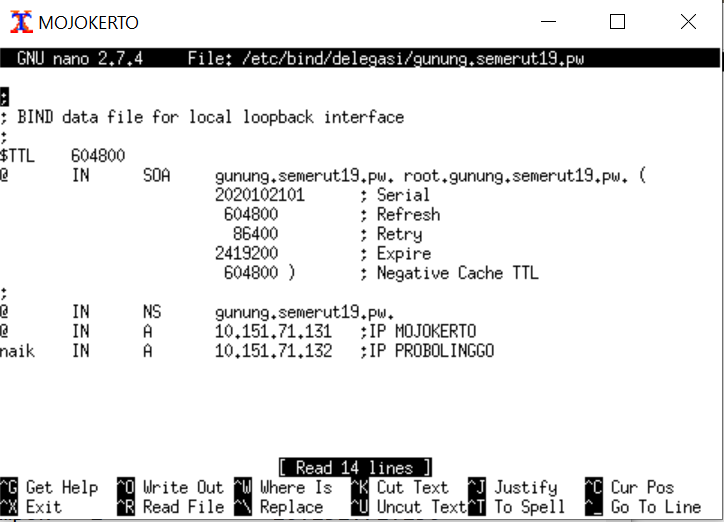 MOJOKERTO
GNU nano 2.7.4 File: /etc/bind/delegasi/gunung.semerut19.pw
;
; BIND data file for local loopback interface
;
$TTL 604800
@ IN SOA gunung.semerut19.pw. root.gunung.semerut19.pw. (
2020102101 ; Serial
604800 ; Refresh
86400 ; Retry
2419200 ; Expire
604800 ) ; Negative Cache TTL
;
@ IN NS gunung.semerut19.pw.
@ IN A 10.151.71.131 ;IP MOJOKERTO
naik IN A 10.151.71.132 ;IP PROBOLINGGO
[ Read 14 lines ]
^G Get Help ^O Write Out ^W Where Is ^K Cut Text ^J Justify ^C Cur Pos
^X Exit ^R Read File ^\ Replace ^U Uncut Text ^T To Spell ^_ Go To Line